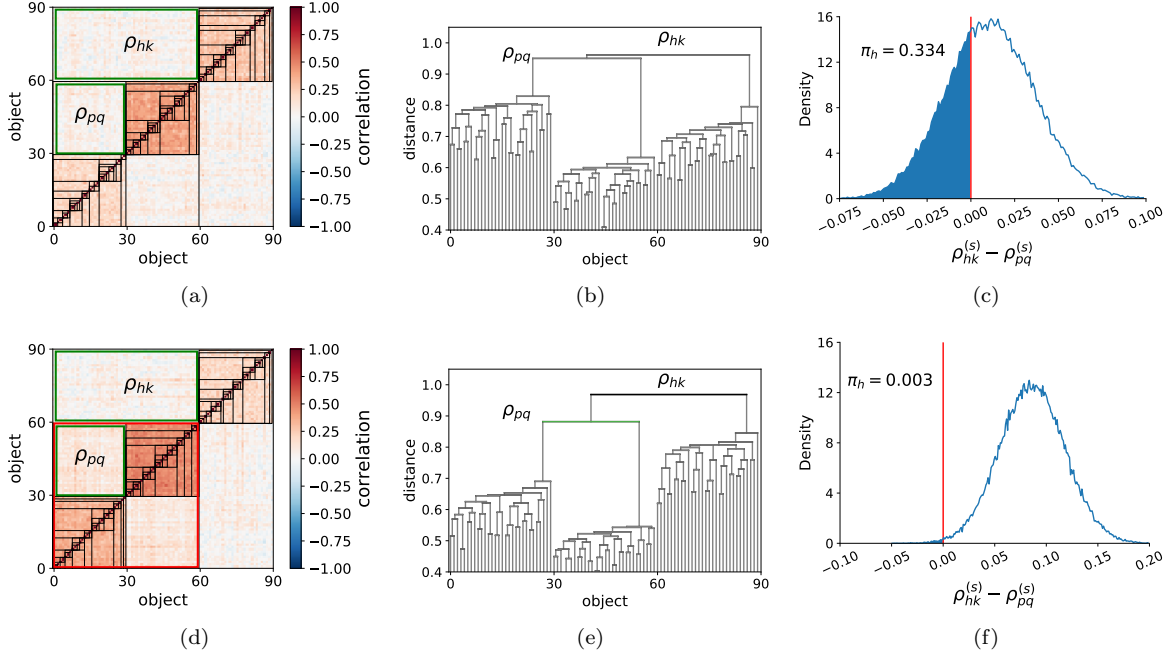 90
60
30
0
0
30
60
90
object
object
ρhk
ρpq
1.00
0.75
0.50
0.25
0.00
−0.25
−0.50
−0.75
−1.00
correlation
(a)
1.0
0.9
0.8
0.7
0.6
0.5
0.4
0
30
60
90
distance
object
ρpq
ρhk
(b)
16
12
8
4
0
−0.075
−0.050
−0.025
0.000
0.025
0.050
0.075
0.100
Density
πh = 0.334
ρhk(s) − ρpq(s)
(c)
90
60
30
0
0
30
60
90
object
object
ρhk
ρpq
1.00
0.75
0.50
0.25
0.00
−0.25
−0.50
−0.75
−1.00
correlation
(d)
1.0
0.9
0.8
0.7
0.6
0.5
0.4
0
30
60
90
distance
object
ρpq
ρhk
(e)
16
12
8
4
0
−0.10
−0.05
0.00
0.05
0.10
0.15
0.20
Density
πh = 0.003
ρhk(s) − ρpq(s)
(f)